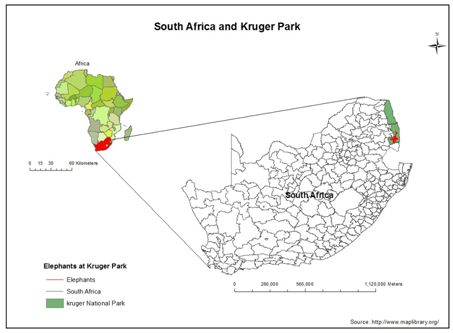 South Africa and Kruger Park
N
Africa
0 15 30 60 Kilometers
South Africa
Elephants at Kruger Park
Elephants
South Africa
kruger National Park
0 280,000 560,000 1,120,000 Meters
Source: http://www.maplibrary.org/